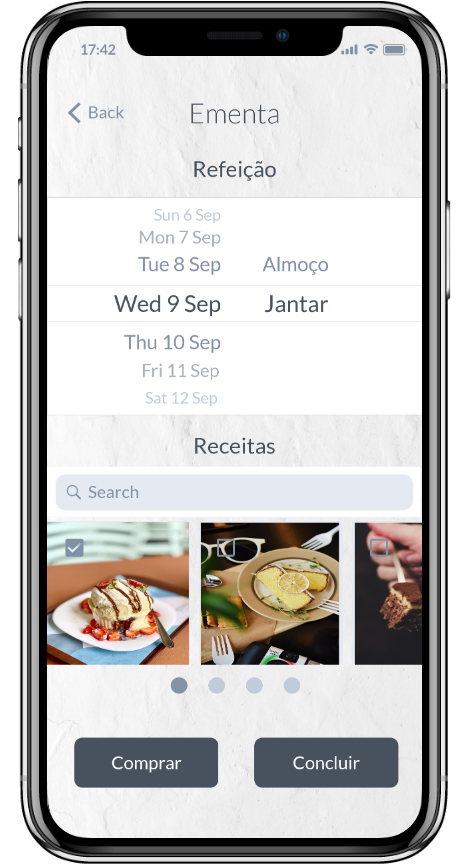 17:42
Back
Ementa
Refeição
Sun 6 Sep
Mon 7 Sep
Tue 8 Sep Almoço
Wed 9 Sep Jantar
Thu 10 Sep
Fri 11 Sep
Sat 12 Sep
Receitas
Search
Comprar Concluir